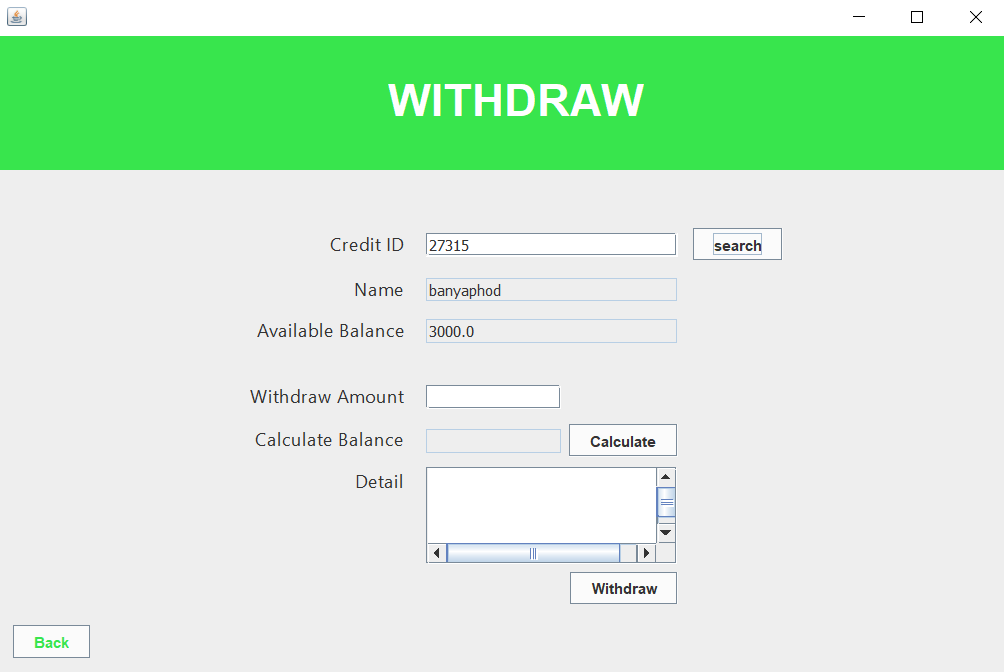 WITHDRAW
Credit ID 27315 search
Name banyaphod
Available Balance 3000.0
Withdraw Amount
Calculate Balance Calculate
Detail
Withdraw
Back